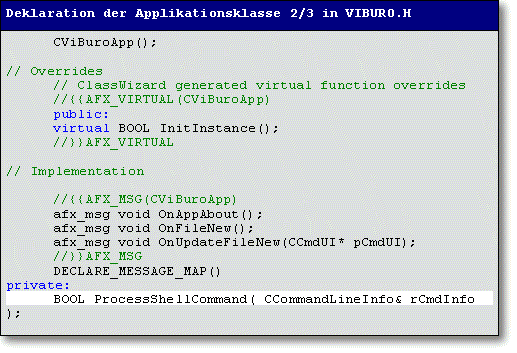 Deklaration der Applikationsklasse 2/3 in VIBURO.H
CViBuroApp();
// Overrides
// ClassWizard generated virtual function overrides
//{{AFX_VIRTUAL(CViBuroApp)
public:
virtual BOOL InitInstance();
//}}AFX_VIRTUAL
// Implementation
//{{AFX_MSG(CViBuroApp)
afx_msg void OnAppAbout();
afx_msg void OnFileNew();
afx_msg void OnUpdateFileNew(CCmdUI* pCmdUI);
//}}AFX_MSG
DECLARE_MESSAGE_MAP()
private:
BOOL ProcessShellCommand( CCommandLineInfo& rCmdInfo
);